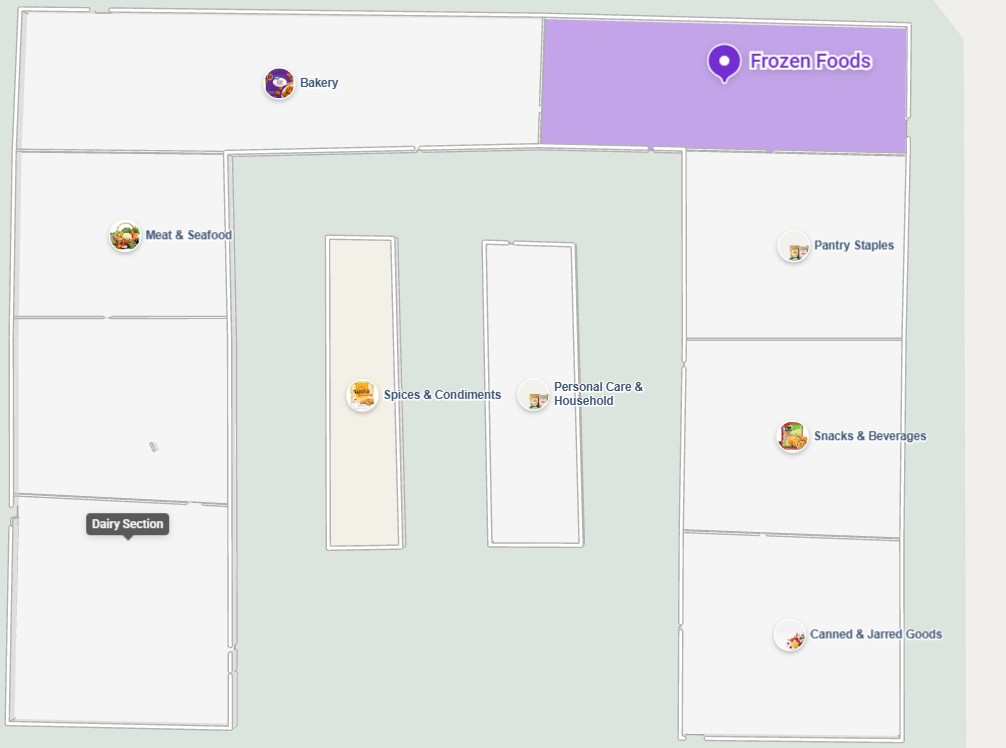 Frozen Foods
Bakery
Meat & Seafood
Pantry Staples
Spices & Condiments
Personal Care &
Household
Snacks & Beverages
Dairy Section
Canned & Jarred Goods